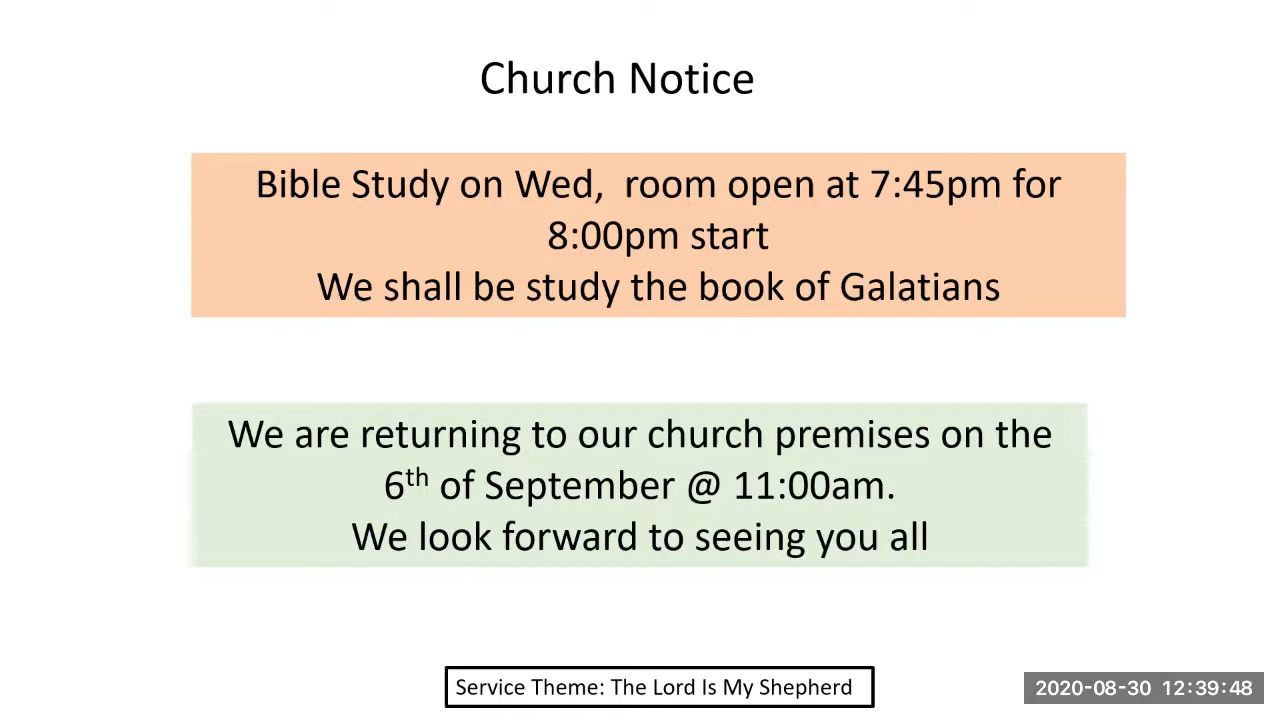 Church Notice
Bible Study on Wed,  room open at 7:45pm for
8:00pm start
We shall be study the book of Galatians
We are returning to our church premises on the
6th of September @ 11:00am.
We look forward to seeing you all
Service Theme: The Lord Is My Shepherd
2020-08-30 12:39:48